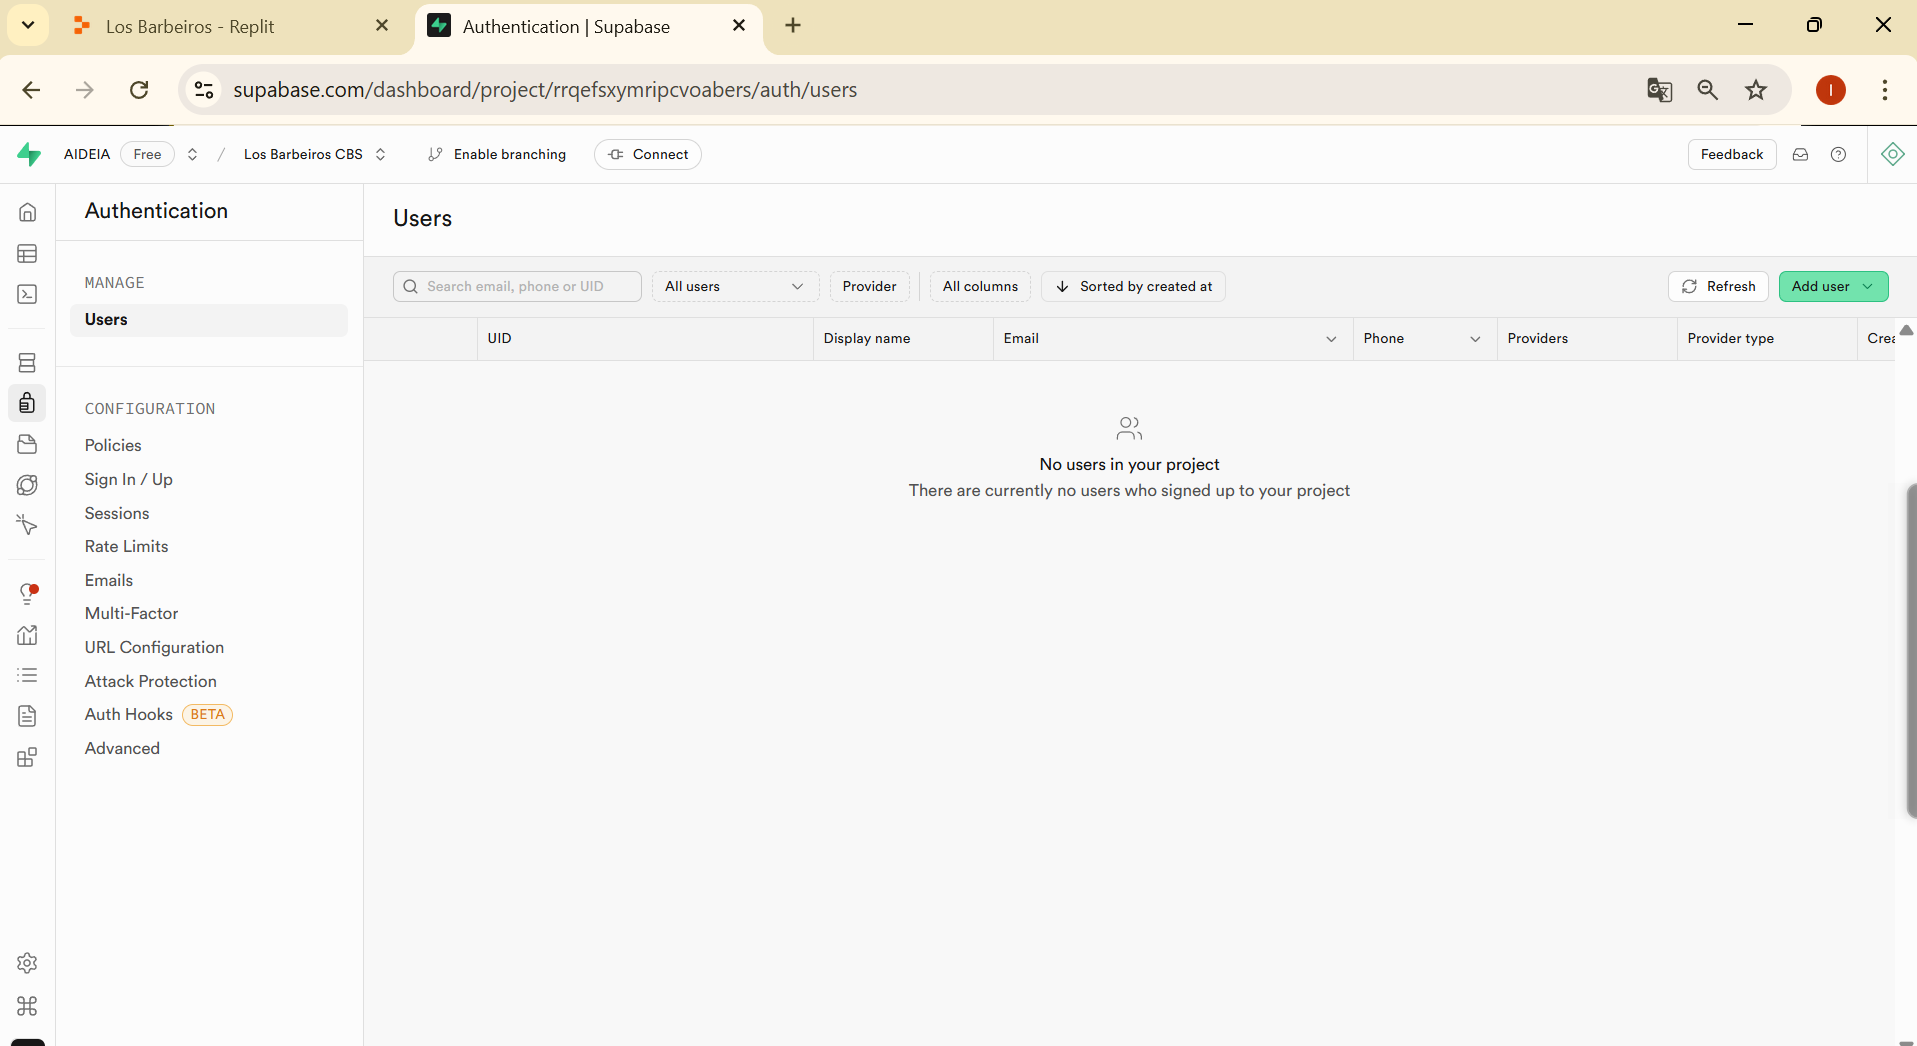 Los Barbeiros - Replit
Authentication | Supabase
supabase.com/dashboard/project/rrqefsxymripcvoabers/auth/users
I
AIDEIA Free / Los Barbeiros CBS Enable branching Connect Feedback
Authentication
Users
MANAGE
Users
CONFIGURATION
Policies
Sign In / Up
Sessions
Rate Limits
Emails
Multi-Factor
URL Configuration
Attack Protection
Auth Hooks BETA
Advanced
Search email, phone or UID All users Provider All columns Sorted by created at Refresh Add user
UID Display name Email Phone Providers Provider type Crea
No users in your project
There are currently no users who signed up to your project